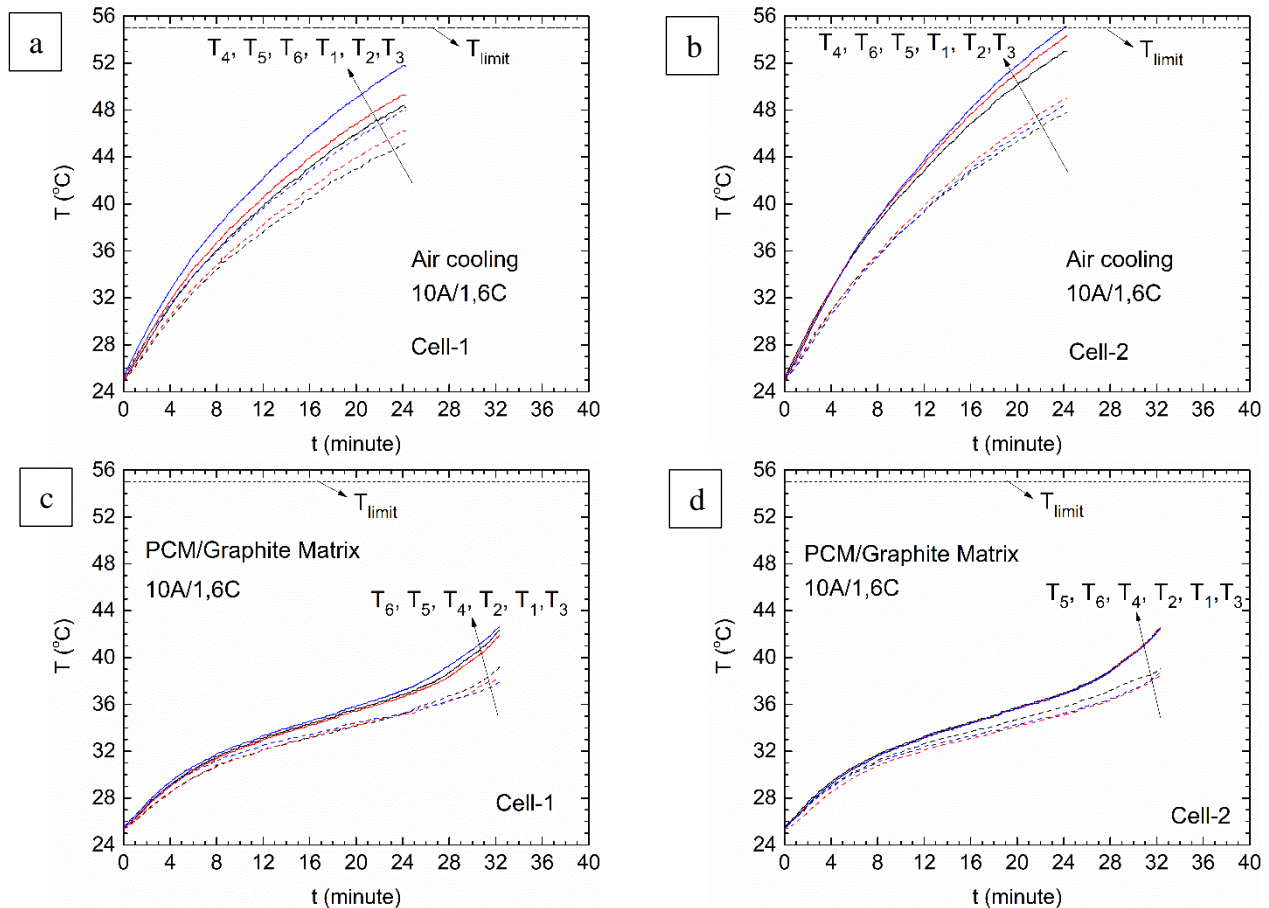 a
56
52
48
44
40
36
32
28
24
T (°C)
T₄, T₅, T₆, T₁, T₂,T₃
T_limit
Air cooling
10A/1,6C
Cell-1
0 4 8 12 16 20 24 28 32 36 40
t (minute)
b
56
52
48
44
40
36
32
28
24
T (°C)
T₄, T₆, T₅, T₁, T₂,T₃
T_limit
Air cooling
10A/1,6C
Cell-2
0 4 8 12 16 20 24 28 32 36 40
t (minute)
c
56
52
48
44
40
36
32
28
24
T (°C)
T_limit
PCM/Graphite Matrix
10A/1,6C
T₆, T₅, T₄, T₂, T₁,T₃
Cell-1
0 4 8 12 16 20 24 28 32 36 40
t (minute)
d
56
52
48
44
40
36
32
28
24
T (°C)
T_limit
PCM/Graphite Matrix
10A/1,6C
T₅, T₆, T₄, T₂, T₁,T₃
Cell-2
0 4 8 12 16 20 24 28 32 36 40
t (minute)